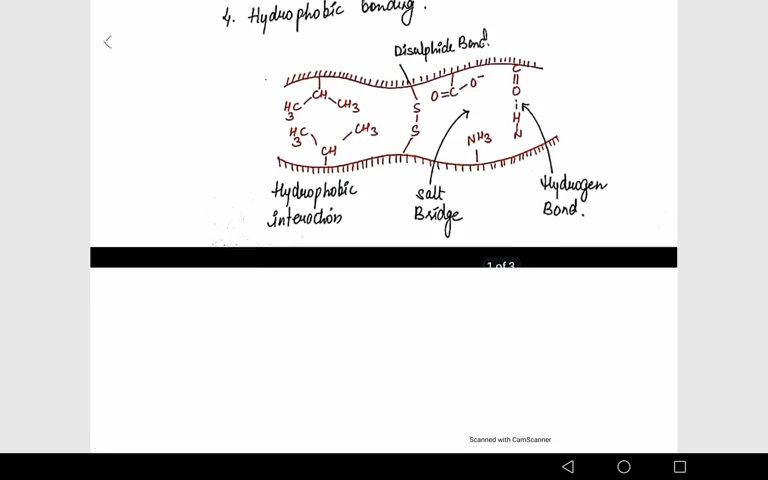 4. Hydrophobic bonding.
Disulphide Bond.
CH
H3C
CH3
H3C
CH3
CH
S
S
O=C-O-
NH3
C
O
H
N
Hydrophobic
interaction
Salt
Bridge
Hydrogen
Bond.
1 of 3
Scanned with CamScanner